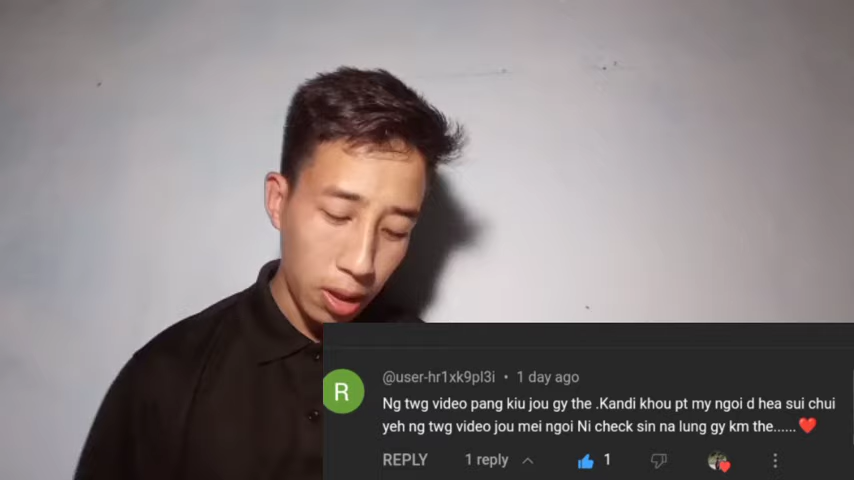 R
@user-hr1xk9pl3i • 1 day ago
Ng twg video pang kiu jou gy the .Kandi khou pt my ngoi d hea sui chui
yeh ng twg video jou mei ngoi Ni check sin na lung gy km the......❤️
REPLY 1 reply 1